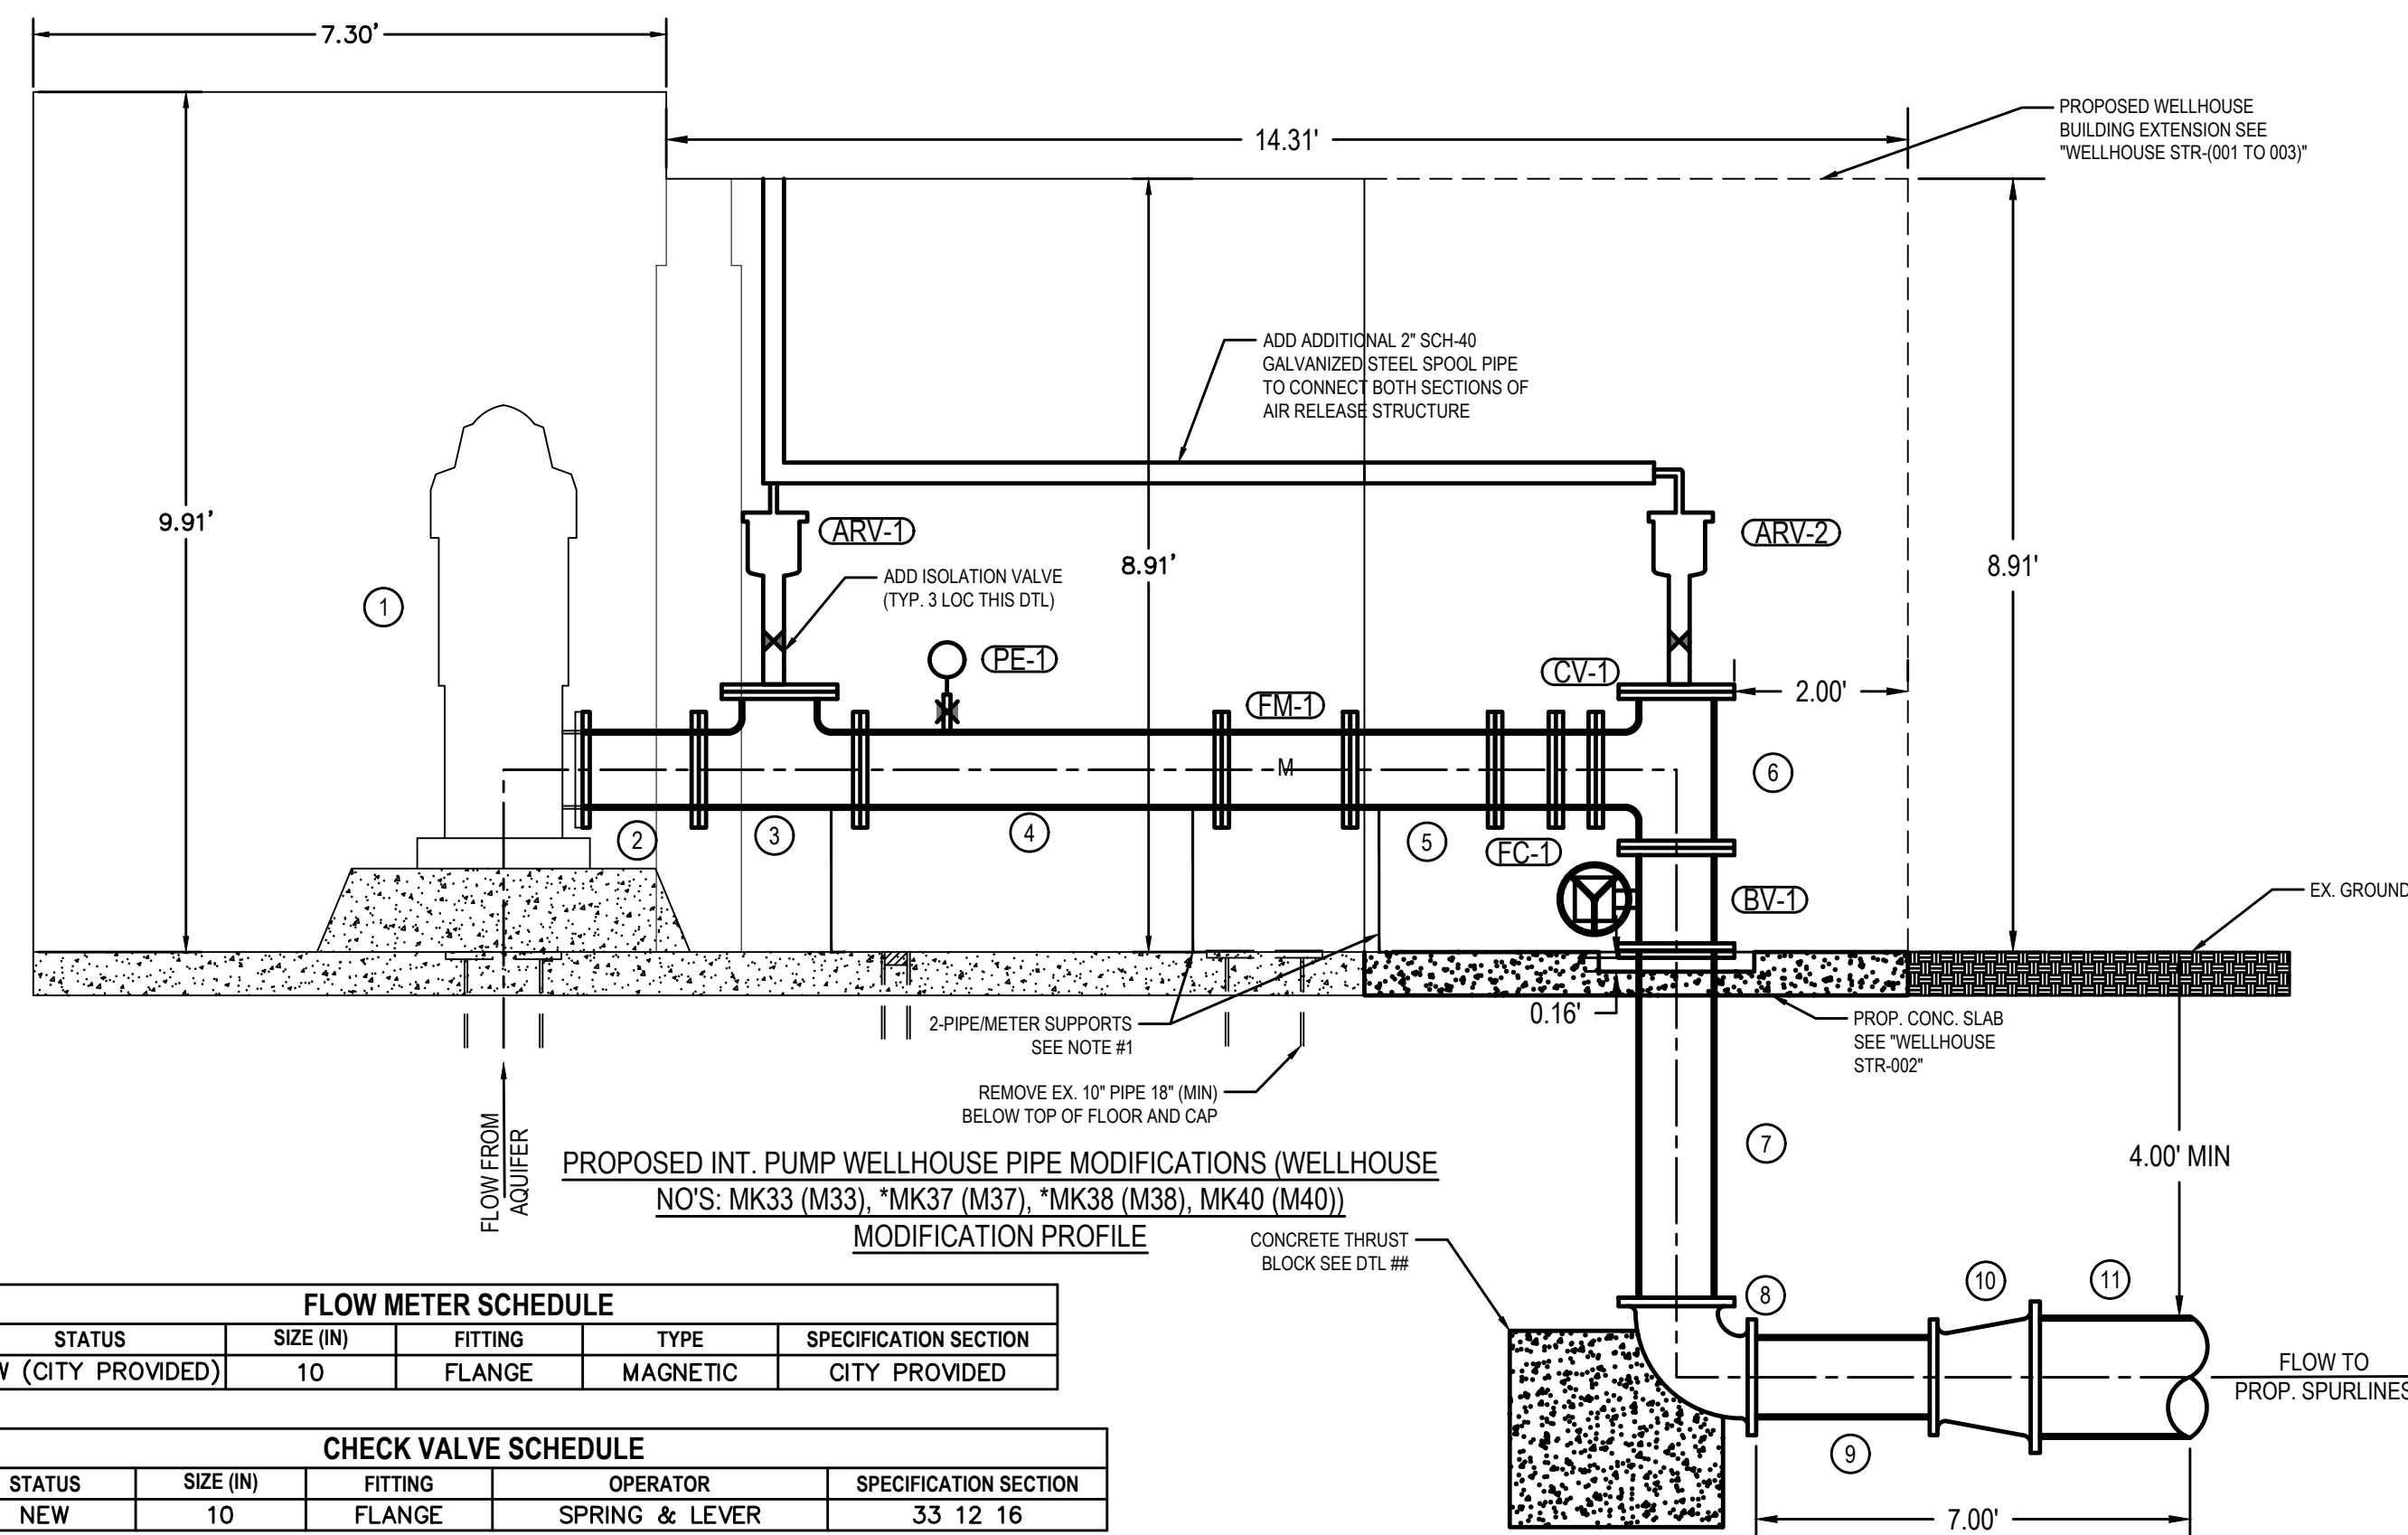 7.30'
14.31'
PROPOSED WELLHOUSE
BUILDING EXTENSION SEE
"WELLHOUSE STR-(001 TO 003)"
ADD ADDITIONAL 2" SCH-40
GALVANIZED STEEL SPOOL PIPE
TO CONNECT BOTH SECTIONS OF
AIR RELEASE STRUCTURE
9.91'
ARV-1
8.91'
ARV-2
8.91'
ADD ISOLATION VALVE
(TYP. 3 LOC THIS DTL)
1
PE-1
CV-1
FM-1
2.00'
M
6
2
3
4
5
FC-1
BV-1
EX. GROUND
0.16'
2-PIPE/METER SUPPORTS
SEE NOTE #1
PROP. CONC. SLAB
SEE "WELLHOUSE
STR-002"
REMOVE EX. 10" PIPE 18" (MIN)
BELOW TOP OF FLOOR AND CAP
FLOW FROM
AQUIFER
7
4.00' MIN
PROPOSED INT. PUMP WELLHOUSE PIPE MODIFICATIONS (WELLHOUSE
NO'S: MK33 (M33), *MK37 (M37), *MK38 (M38), MK40 (M40))
MODIFICATION PROFILE
CONCRETE THRUST
BLOCK SEE DTL ##
8
10
11
FLOW TO
PROP. SPURLINES
9
7.00'
FLOW METER SCHEDULE
STATUS SIZE (IN) FITTING TYPE SPECIFICATION SECTION
(CITY PROVIDED) 10 FLANGE MAGNETIC CITY PROVIDED
CHECK VALVE SCHEDULE
STATUS SIZE (IN) FITTING OPERATOR SPECIFICATION SECTION
NEW 10 FLANGE SPRING & LEVER 33 12 16